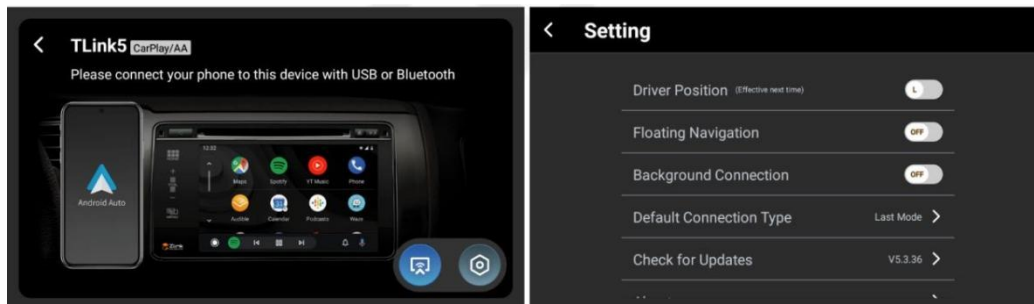 TLink5 CarPlay/AA
Please connect your phone to this device with USB or Bluetooth
Android Auto
12:22
Maps Spotify YT Music Phone
Audible Calendar Podcasts Waze
Setting
Driver Position (Effective next time) L
Floating Navigation OFF
Background Connection OFF
Default Connection Type Last Mode
Check for Updates V5.3.36